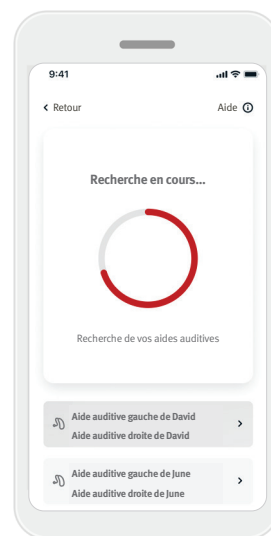 9:41
Retour Aide
Recherche en cours...
Recherche de vos aides auditives
Aide auditive gauche de David
Aide auditive droite de David
Aide auditive gauche de June
Aide auditive droite de June